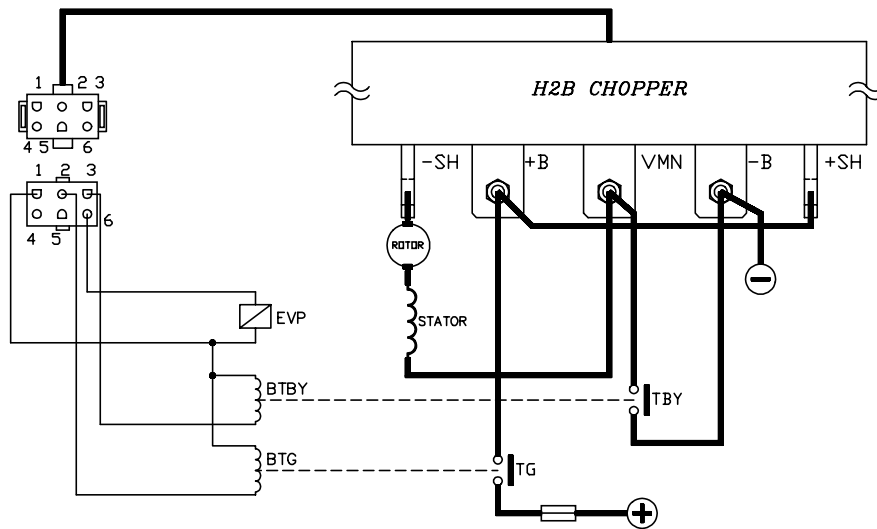 1 2 3
H2B CHOPPER
4 5 6
-SH +B VMN -B +SH
1 2 3
4 5 6
ROTOR
−
EVP
STATOR
BTBY
TBY
BTG
TG
+